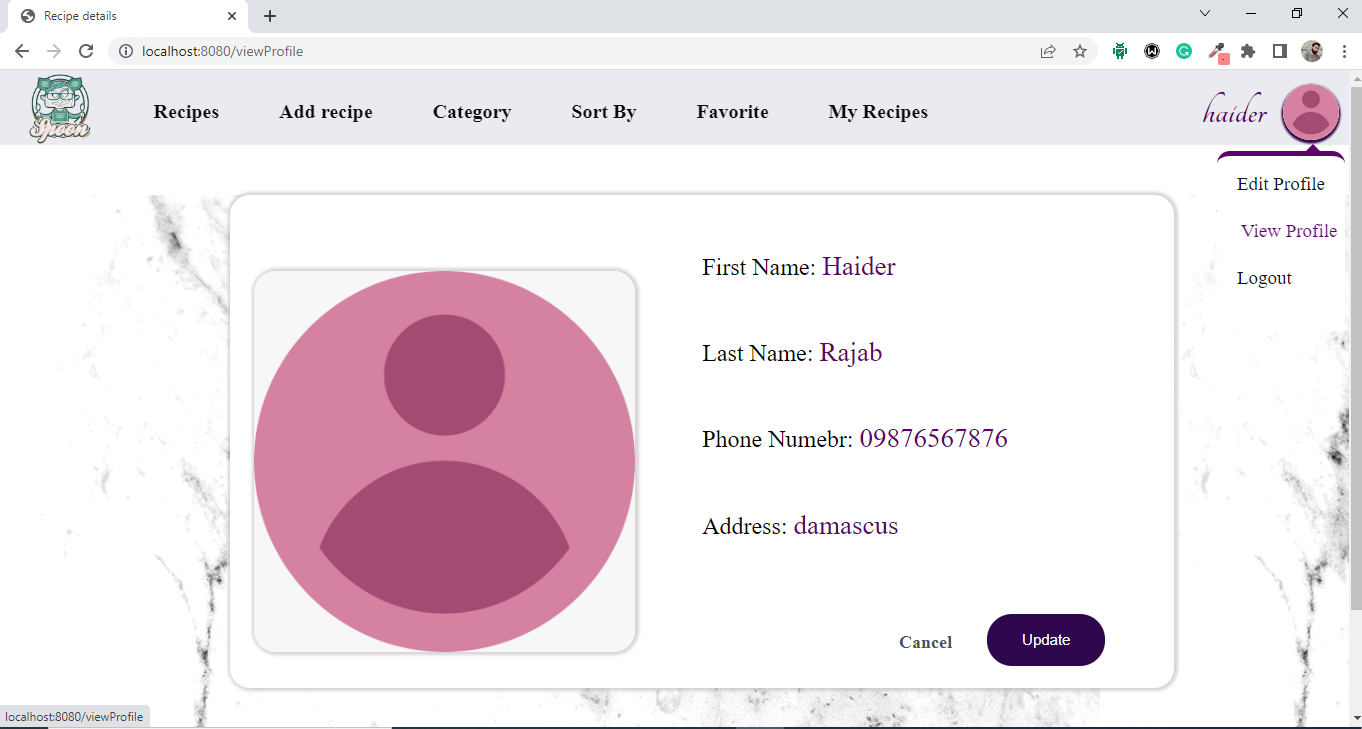 Recipe details
localhost:8080/viewProfile
Spoon
Recipes Add recipe Category Sort By Favorite My Recipes haider
Edit Profile
View Profile
Logout
First Name: Haider
Last Name: Rajab
Phone Numebr: 09876567876
Address: damascus
Cancel Update
localhost:8080/viewProfile